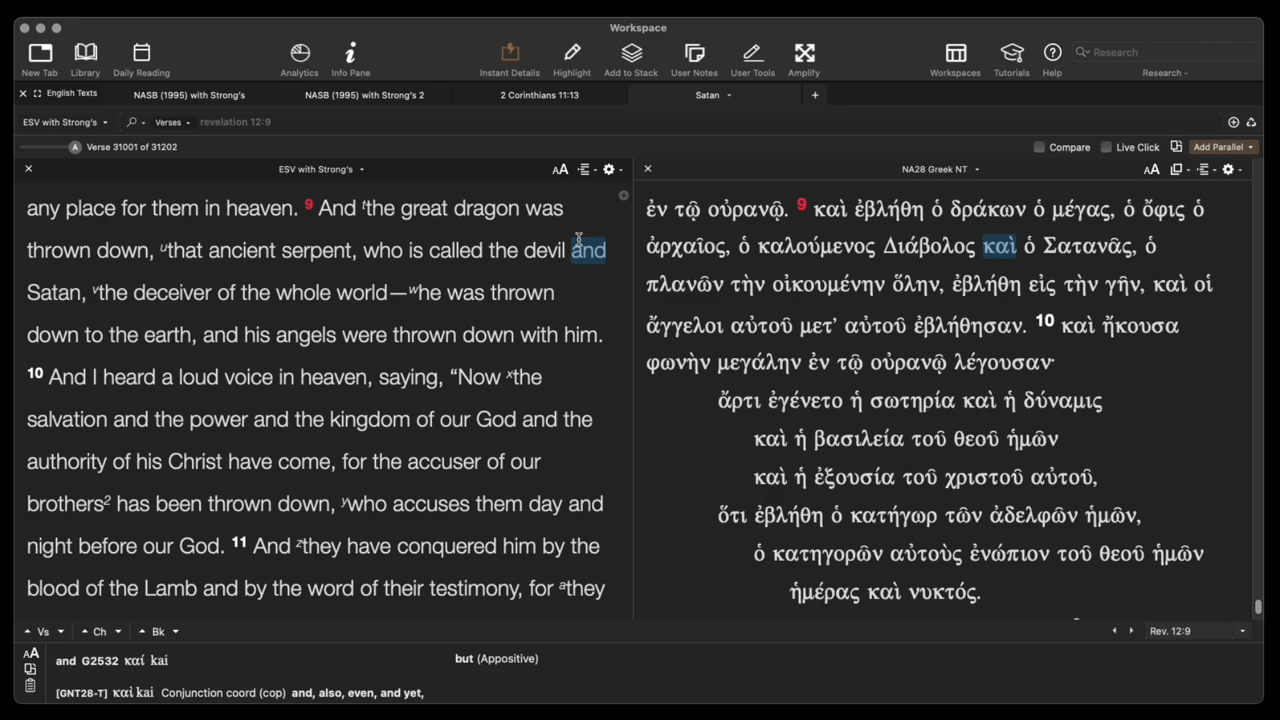 Workspace
New Tab Library Daily Reading Analytics Info Pane Instant Details Highlight Add to Stack User Notes User Tools Amplify Workspaces Tutorials Help Research
Research
English Texts NASB (1995) with Strong's NASB (1995) with Strong's 2 2 Corinthians 11:13 Satan +
ESV with Strong's Verses revelation 12:9
A Verse 31001 of 31202 Compare Live Click Add Parallel
ESV with Strong's AA
any place for them in heaven. 9 And tthe great dragon was
thrown down, uthat ancient serpent, who is called the devil and
Satan, vthe deceiver of the whole world—whe was thrown
down to the earth, and his angels were thrown down with him.
10 And I heard a loud voice in heaven, saying, “Now xthe
salvation and the power and the kingdom of our God and the
authority of his Christ have come, for the accuser of our
brothers2 has been thrown down, ywho accuses them day and
night before our God. 11 And zthey have conquered him by the
blood of the Lamb and by the word of their testimony, for athey
NA28 Greek NT AA
ἐν τῷ οὐρανῷ. 9 καὶ ἐβλήθη ὁ δράκων ὁ μέγας, ὁ ὄφις ὁ
ἀρχαῖος, ὁ καλούμενος Διάβολος καὶ ὁ Σατανᾶς, ὁ
πλανῶν τὴν οἰκουμένην ὅλην, ἐβλήθη εἰς τὴν γῆν, καὶ οἱ
ἄγγελοι αὐτοῦ μετ’ αὐτοῦ ἐβλήθησαν. 10 καὶ ἤκουσα
φωνὴν μεγάλην ἐν τῷ οὐρανῷ λέγουσαν·
ἄρτι ἐγένετο ἡ σωτηρία καὶ ἡ δύναμις
καὶ ἡ βασιλεία τοῦ θεοῦ ἡμῶν
καὶ ἡ ἐξουσία τοῦ χριστοῦ αὐτοῦ,
ὅτι ἐβλήθη ὁ κατήγωρ τῶν ἀδελφῶν ἡμῶν,
ὁ κατηγορῶν αὐτοὺς ἐνώπιον τοῦ θεοῦ ἡμῶν
ἡμέρας καὶ νυκτός.
Vs Ch Bk Rev. 12:9
AA and G2532 καί kai but (Appositive)
[GNT28-T] καὶ kai Conjunction coord (cop) and, also, even, and yet,